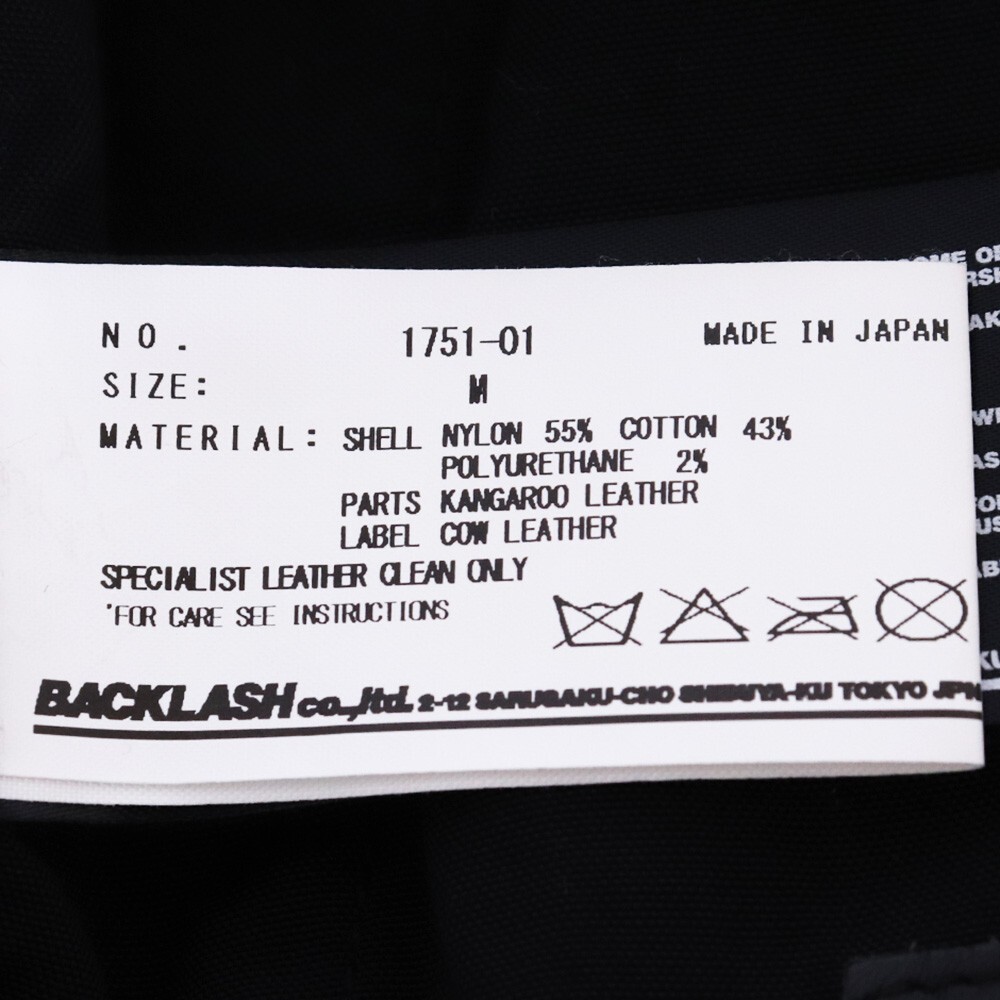 NO. 1751-01 MADE IN JAPAN
SIZE: M
MATERIAL: SHELL NYLON 55% COTTON 43%
POLYURETHANE 2%
PARTS KANGAROO LEATHER
LABEL COW LEATHER
SPECIALIST LEATHER CLEAN ONLY
*FOR CARE SEE INSTRUCTIONS
BACKLASH co.,ltd. 2-12 SARUGAKU-CHO SHIBUYA-KU TOKYO JPN